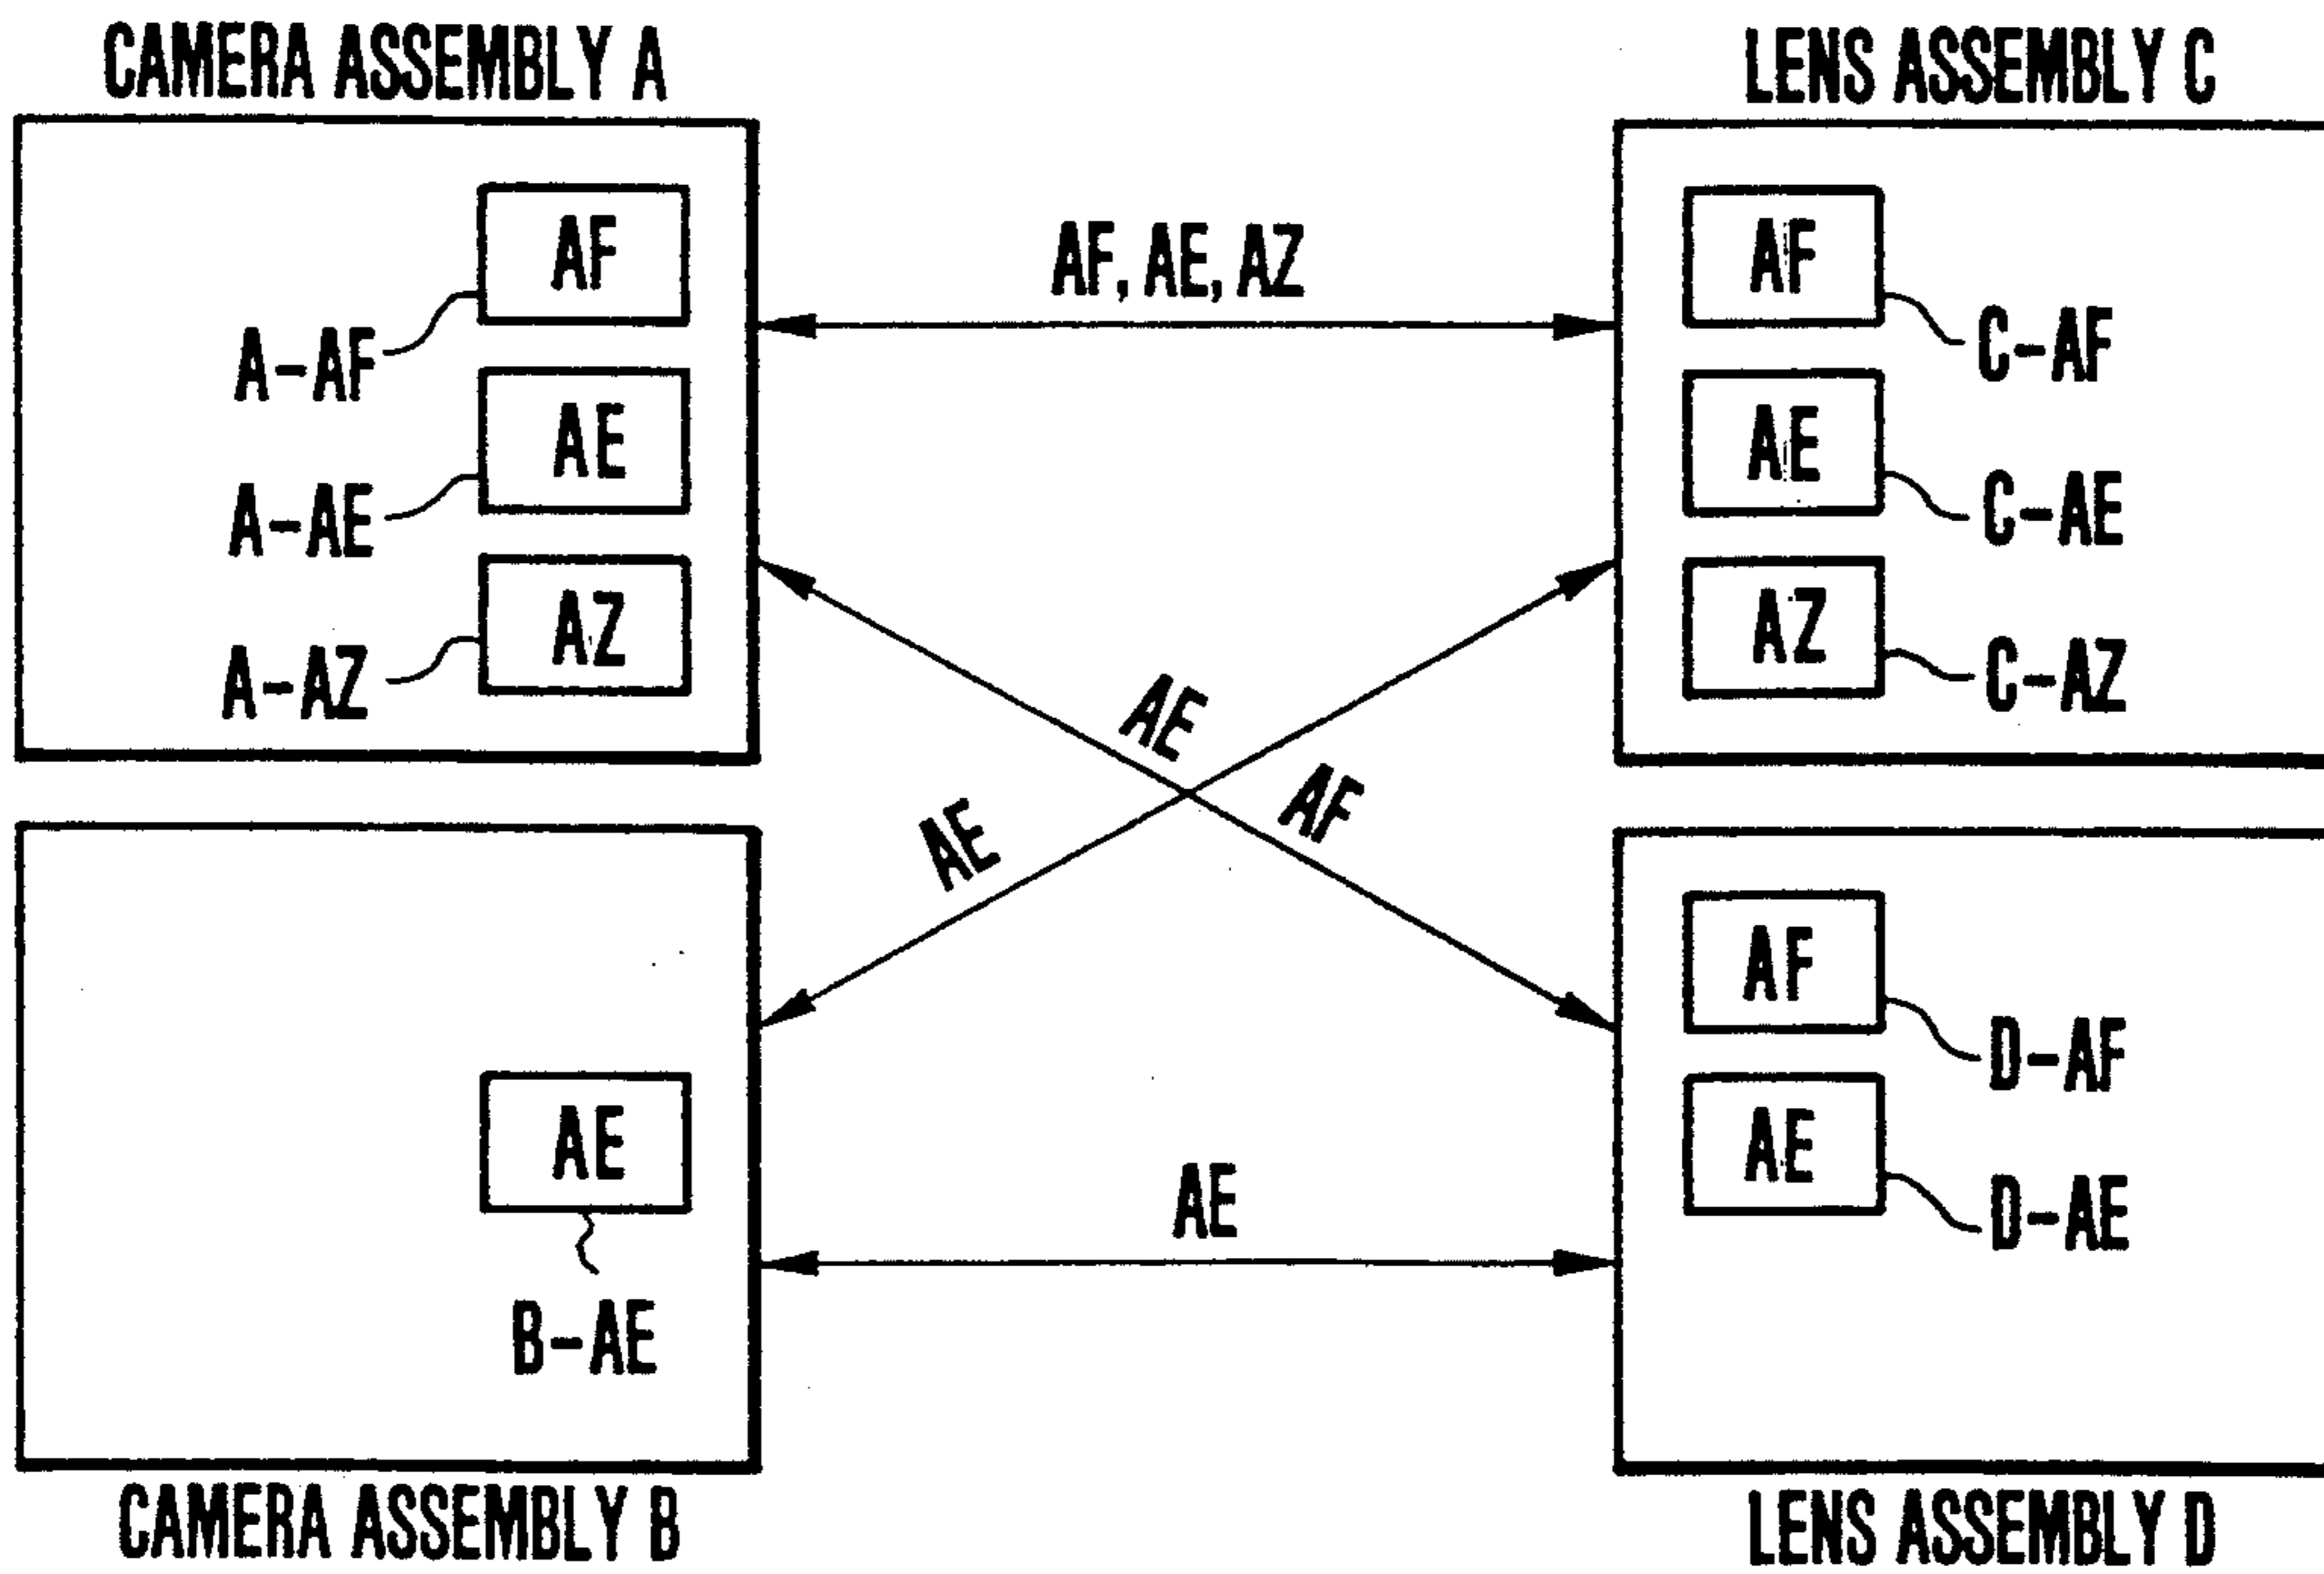 CAMERA ASSEMBLY A
LENS ASSEMBLY C
AF
A-AF
AE
A-AE
AZ
A-AZ
AF, AE, AZ
AF
C-AF
AE
C-AE
AZ
C-AZ
AE
AF
AE
AE
B-AE
AE
AF
D-AF
AE
D-AE
CAMERA ASSEMBLY B
LENS ASSEMBLY D